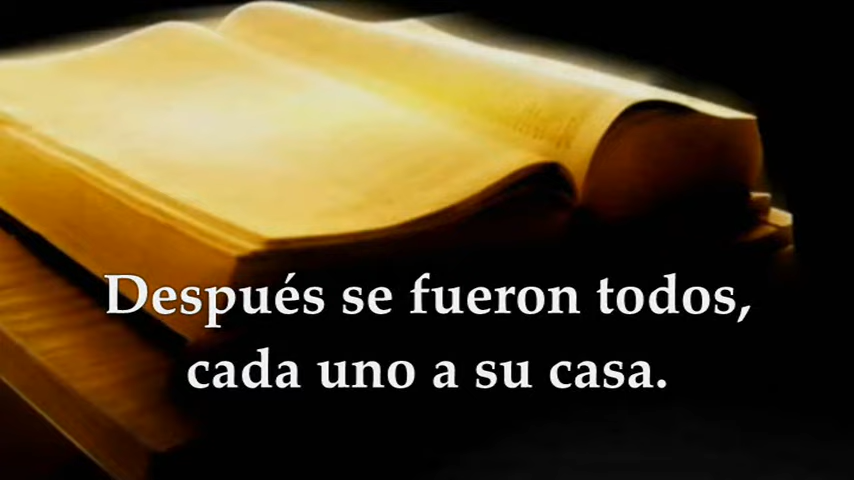 Después se fueron todos,
cada uno a su casa.